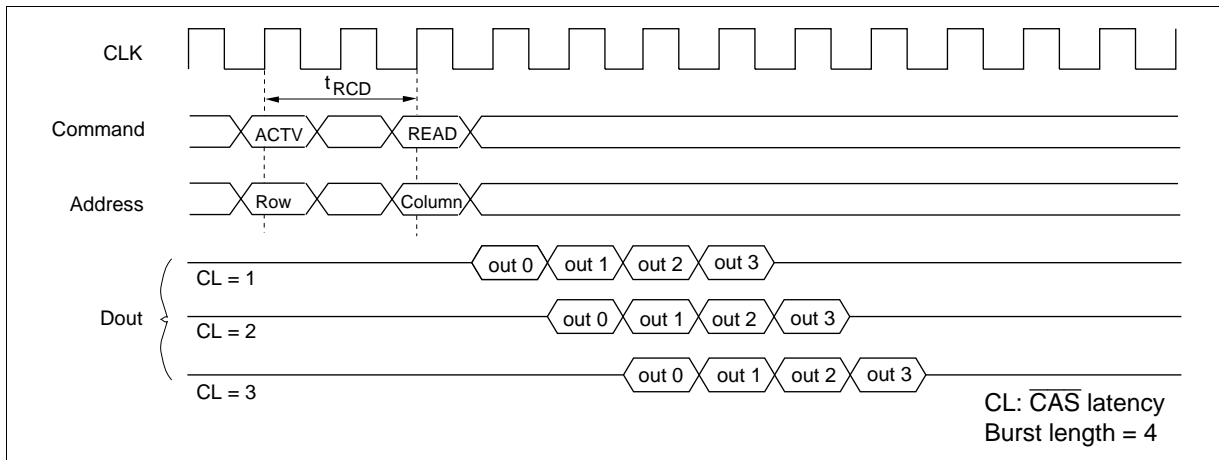 CLK
tRCD
Command ACTV READ
Address Row Column
out 0 out 1 out 2 out 3
CL = 1
Dout
out 0 out 1 out 2 out 3
CL = 2
out 0 out 1 out 2 out 3
CL = 3
CL: C̅A̅S̅ latency
Burst length = 4